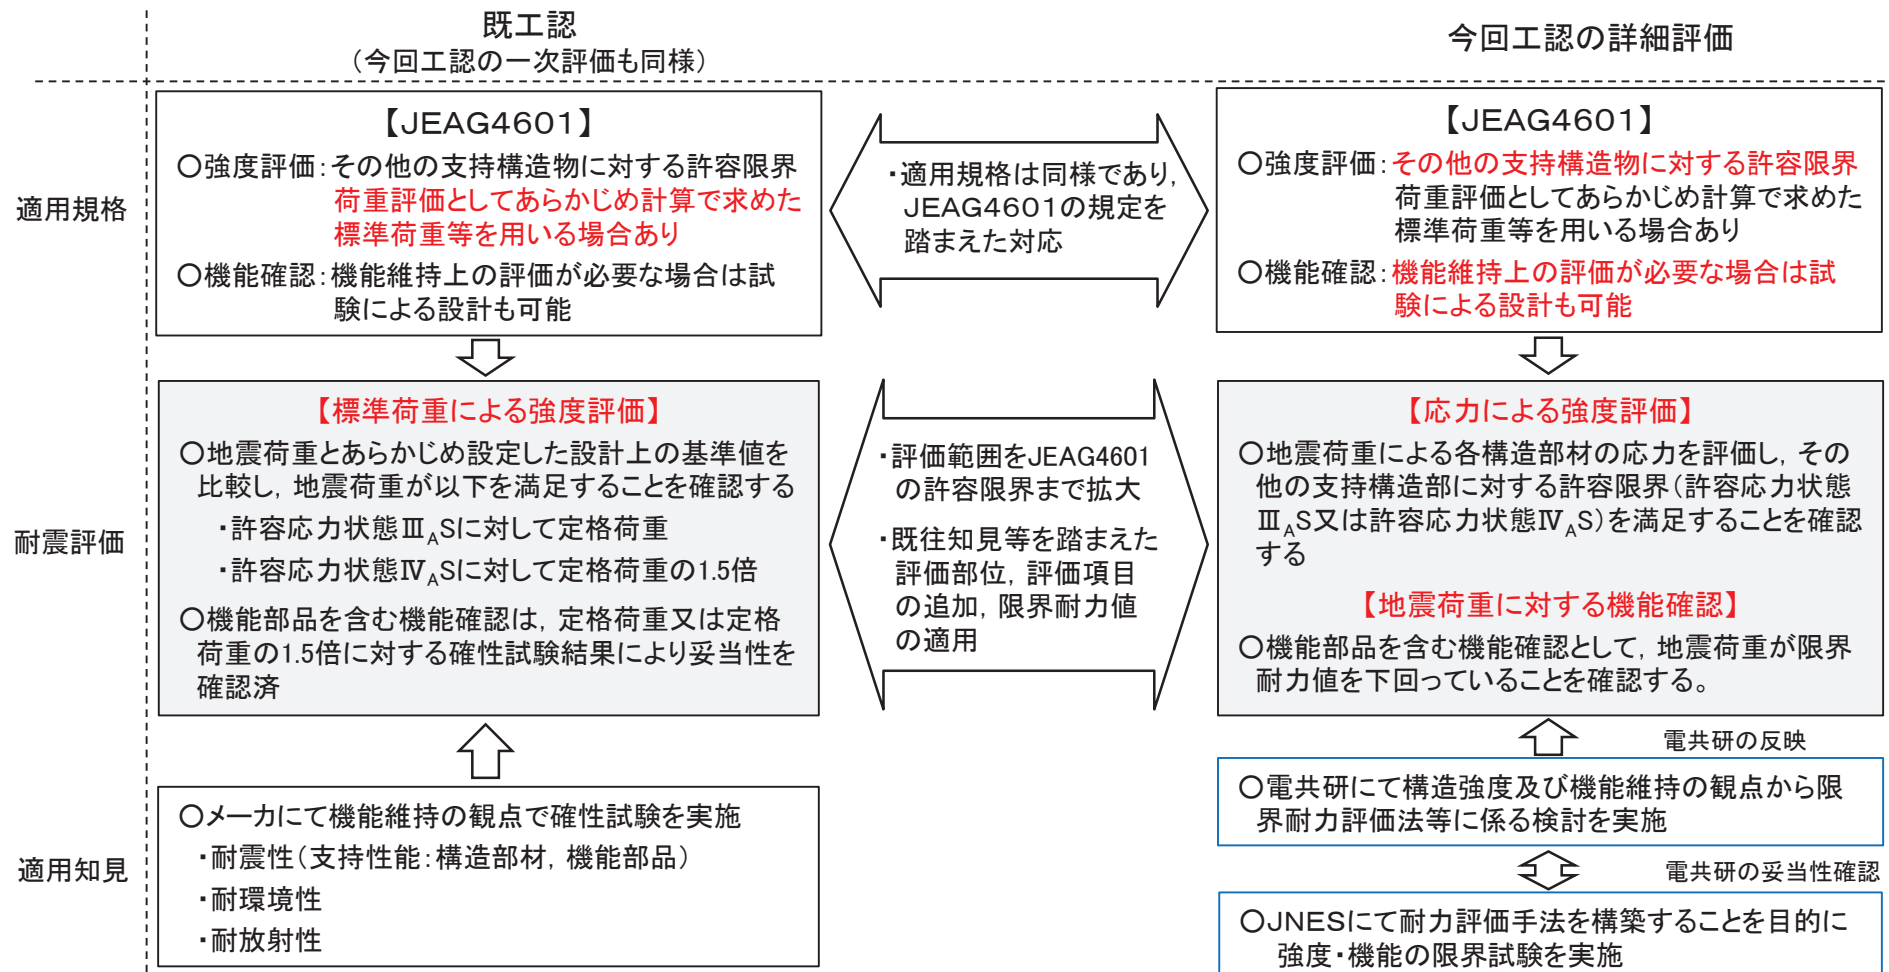 既工認
（今回工認の一次評価も同様）
今回工認の詳細評価
適用規格
【JEAG4601】
○強度評価：その他の支持構造物に対する許容限界
荷重評価としてあらかじめ計算で求めた
標準荷重等を用いる場合あり
○機能確認：機能維持上の評価が必要な場合は試
験による設計も可能
・適用規格は同様であり，
JEAG4601の規定を
踏まえた対応
【JEAG4601】
○強度評価：その他の支持構造物に対する許容限界
荷重評価としてあらかじめ計算で求めた
標準荷重等を用いる場合あり
○機能確認：機能維持上の評価が必要な場合は試
験による設計も可能
耐震評価
【標準荷重による強度評価】
○地震荷重とあらかじめ設定した設計上の基準値を
比較し，地震荷重が以下を満足することを確認する
・許容応力状態ⅢASに対して定格荷重
・許容応力状態ⅣASに対して定格荷重の1.5倍
○機能部品を含む機能確認は，定格荷重又は定格
荷重の1.5倍に対する確性試験結果により妥当性を
確認済
・評価範囲をJEAG4601
の許容限界まで拡大
・既往知見等を踏まえた
評価部位，評価項目
の追加，限界耐力値
の適用
【応力による強度評価】
○地震荷重による各構造部材の応力を評価し，その
他の支持構造部に対する許容限界（許容応力状態
ⅢAS又は許容応力状態ⅣAS）を満足することを確認
する
【地震荷重に対する機能確認】
○機能部品を含む機能確認として，地震荷重が限界
耐力値を下回っていることを確認する。
適用知見
○メーカにて機能維持の観点で確性試験を実施
・耐震性（支持性能：構造部材，機能部品）
・耐環境性
・耐放射性
電共研の反映
○電共研にて構造強度及び機能維持の観点から限
界耐力評価法等に係る検討を実施
電共研の妥当性確認
○JNESにて耐力評価手法を構築することを目的に
強度・機能の限界試験を実施